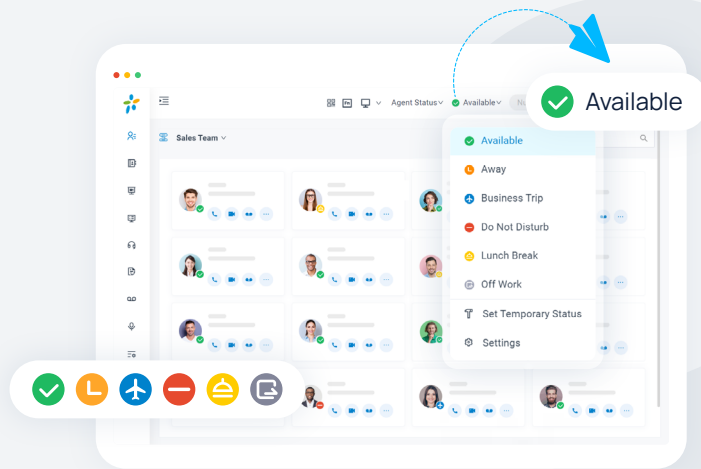 Fn
Agent Status
Available
Available
Sales Team
Available
Away
Business Trip
Do Not Disturb
Lunch Break
Off Work
Set Temporary Status
Settings